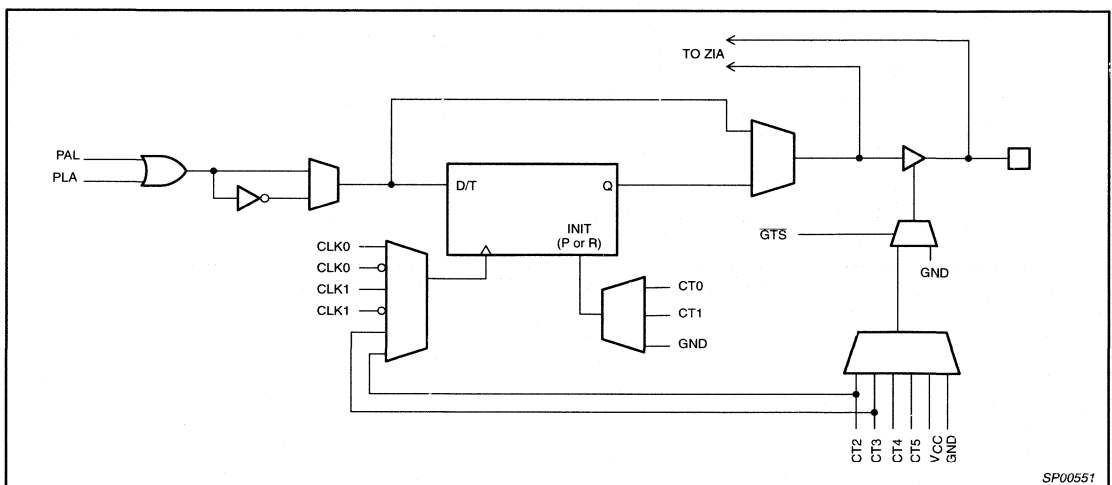 TO ZIA
PAL
PLA
D/T
Q
INIT
(P or R)
CLK0
CLK0
CLK1
CLK1
CT0
CT1
GND
GTS
GND
CT2
CT3
CT4
CT5
VCC
GND
SP00551